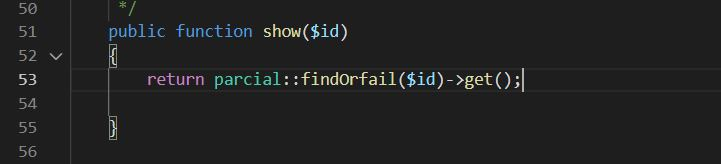 50 */
51 public function show($id)
52 {
53 return parcial::findOrfail($id)->get();
54
55 }
56